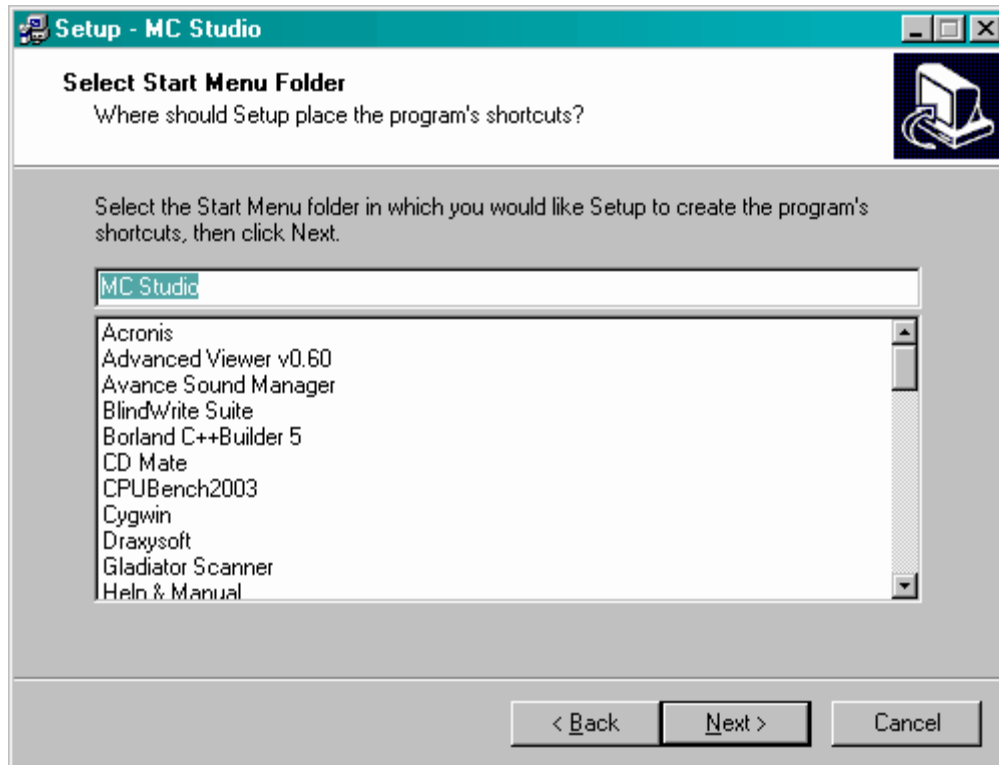 Setup - MC Studio
Select Start Menu Folder
Where should Setup place the program's shortcuts?
Select the Start Menu folder in which you would like Setup to create the program's
shortcuts, then click Next.
MC Studio
Acronis
Advanced Viewer v0.60
Avance Sound Manager
BlindWrite Suite
Borland C++Builder 5
CD Mate
CPUBench2003
Cygwin
Draxysoft
Gladiator Scanner
Help & Manual
< Back
Next >
Cancel